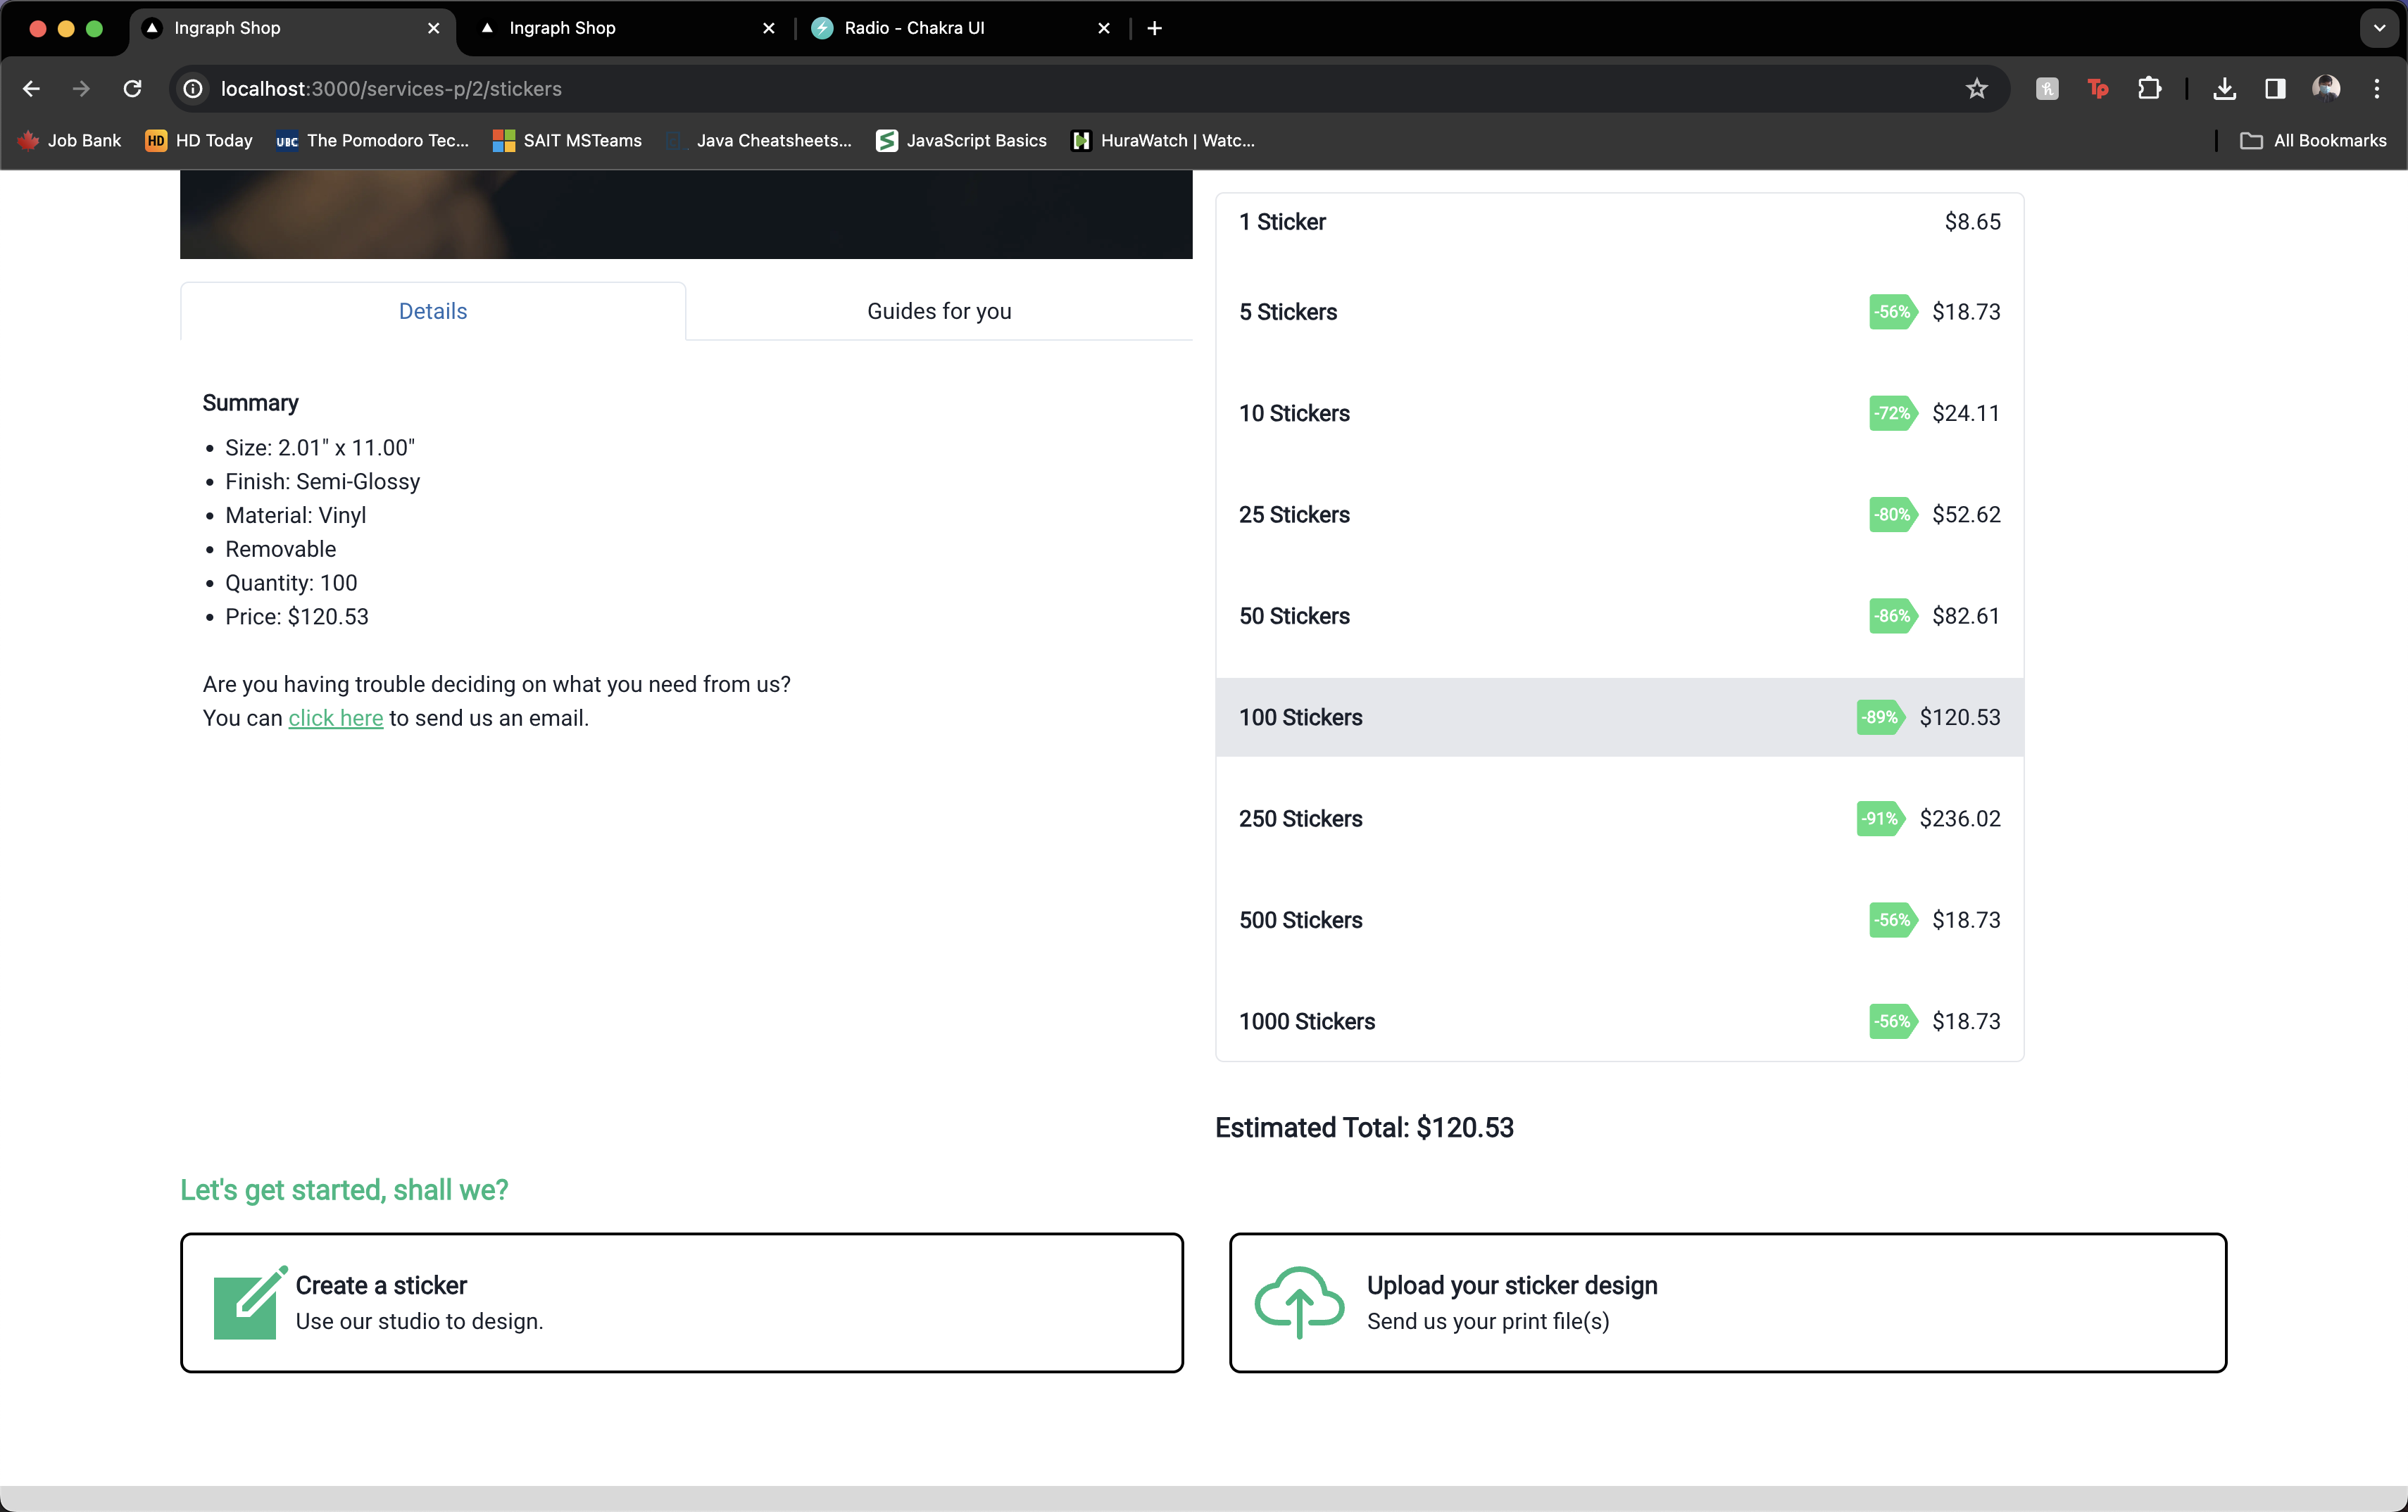 Ingraph Shop
Ingraph Shop
Radio - Chakra UI
localhost:3000/services-p/2/stickers
Tp
Job Bank
HD HD Today
UBC The Pomodoro Tec...
SAIT MSTeams
Java Cheatsheets...
JavaScript Basics
HuraWatch | Watc...
All Bookmarks
Details
Guides for you
Summary
• Size: 2.01" x 11.00"
• Finish: Semi-Glossy
• Material: Vinyl
• Removable
• Quantity: 100
• Price: $120.53
Are you having trouble deciding on what you need from us?
You can click here to send us an email.
1 Sticker $8.65
5 Stickers -56% $18.73
10 Stickers -72% $24.11
25 Stickers -80% $52.62
50 Stickers -86% $82.61
100 Stickers -89% $120.53
250 Stickers -91% $236.02
500 Stickers -56% $18.73
1000 Stickers -56% $18.73
Estimated Total: $120.53
Let's get started, shall we?
Create a sticker
Use our studio to design.
Upload your sticker design
Send us your print file(s)